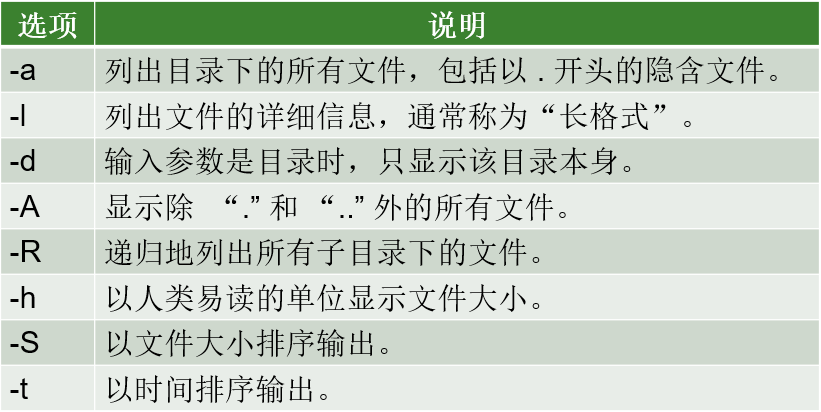 选项 说明
-a 列出目录下的所有文件，包括以 . 开头的隐含文件。
-l 列出文件的详细信息，通常称为“长格式”。
-d 输入参数是目录时，只显示该目录本身。
-A 显示除 “.” 和 “..” 外的所有文件。
-R 递归地列出所有子目录下的文件。
-h 以人类易读的单位显示文件大小。
-S 以文件大小排序输出。
-t 以时间排序输出。